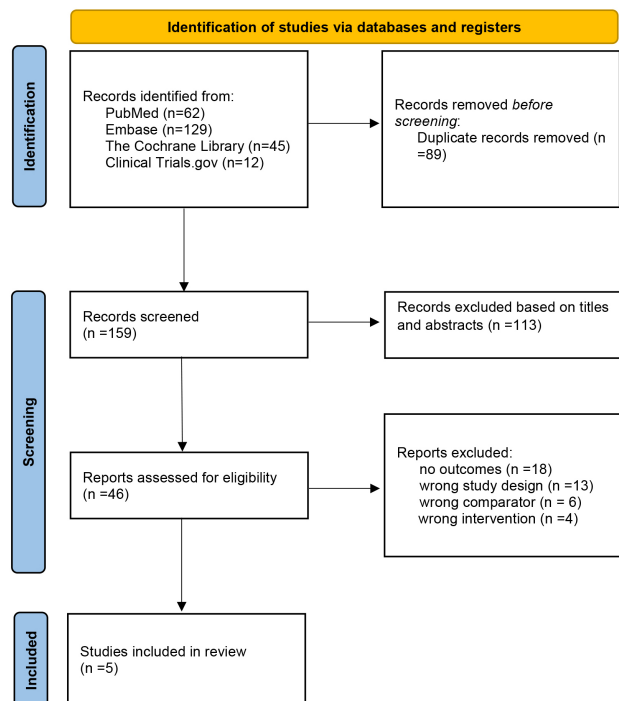 Identification of studies via databases and registers
Identification
Records identified from:
PubMed (n=62)
Embase (n=129)
The Cochrane Library (n=45)
Clinical Trials.gov (n=12)
Records removed before
screening:
Duplicate records removed (n
=89)
Screening
Records screened
(n =159)
Records excluded based on titles
and abstracts (n =113)
Reports assessed for eligibility
(n =46)
Reports excluded:
no outcomes (n =18)
wrong study design (n =13)
wrong comparator (n = 6)
wrong intervention (n =4)
Included
Studies included in review
(n =5)